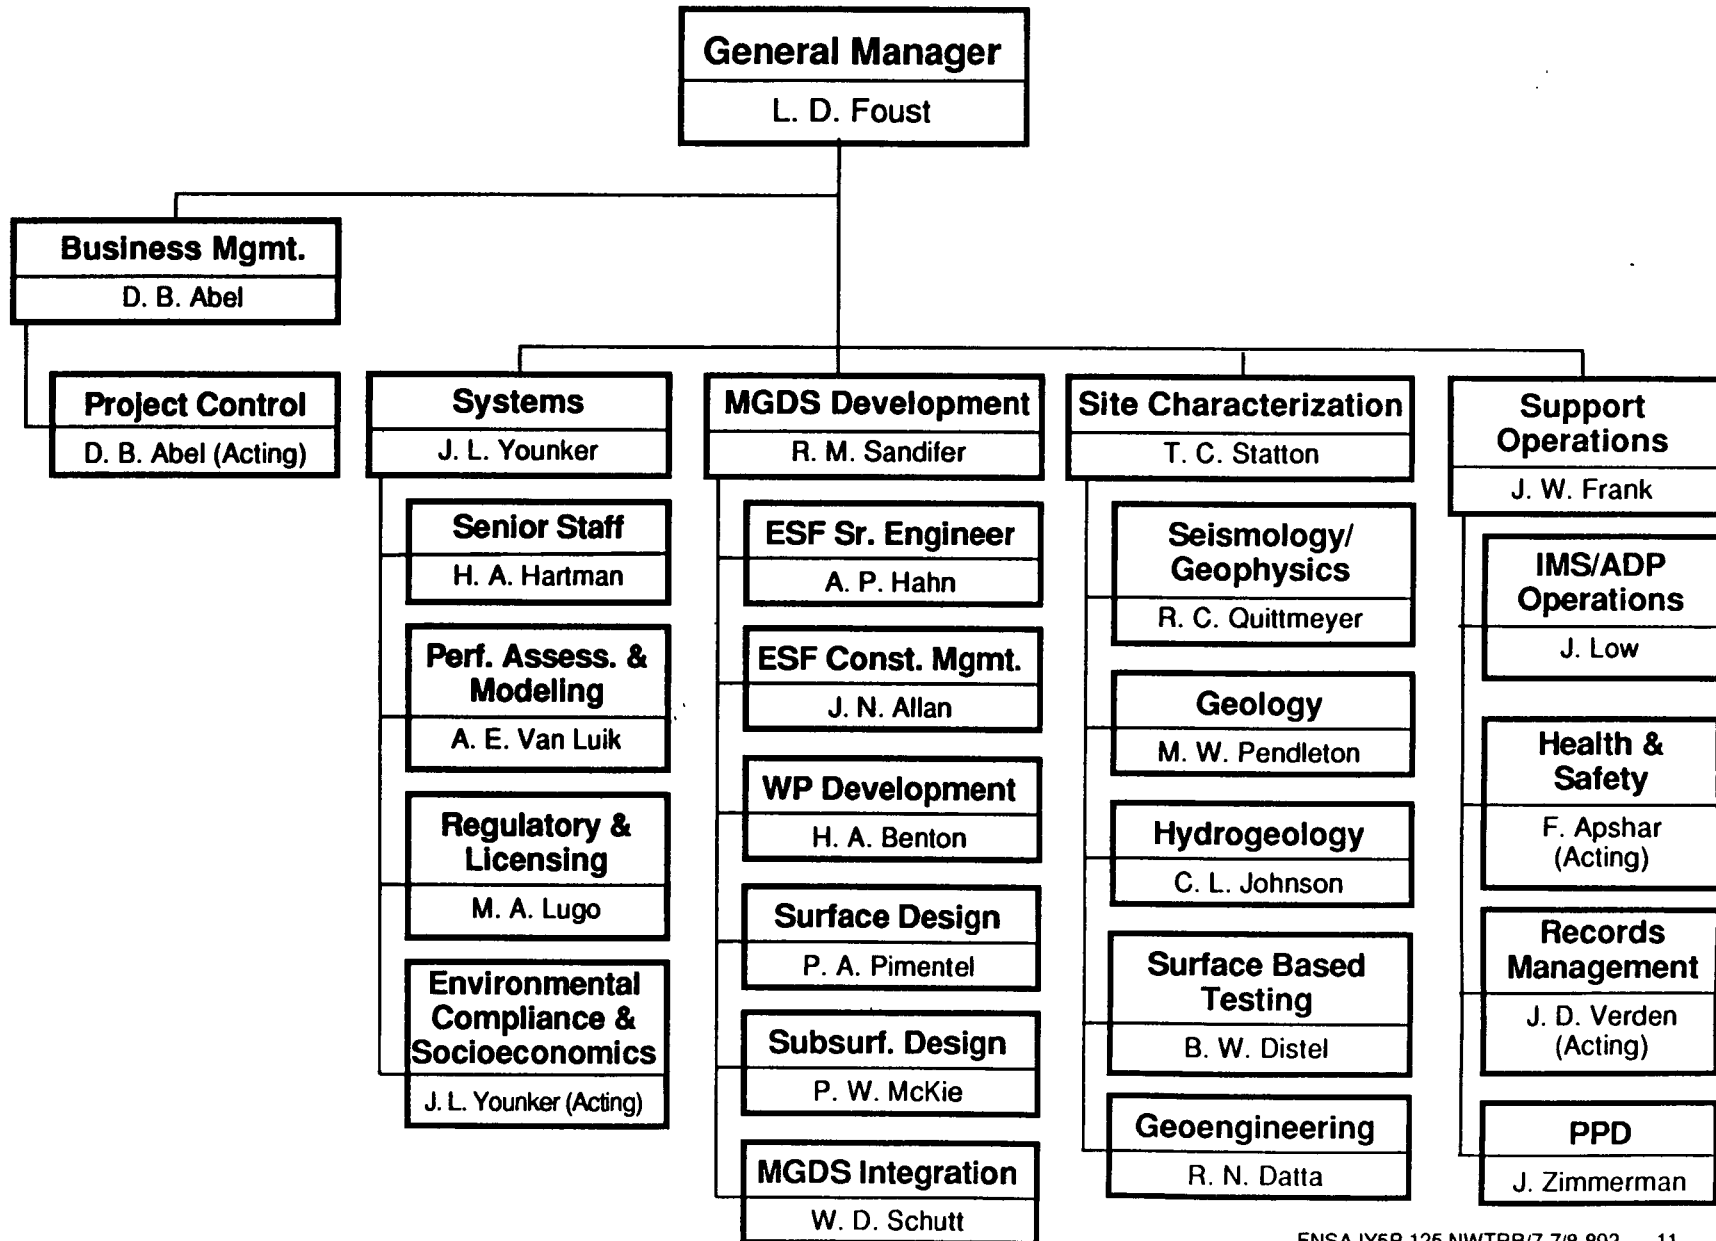 General Manager
L. D. Foust
Business Mgmt.
D. B. Abel
Project Control
D. B. Abel (Acting)
Systems
J. L. Younker
Senior Staff
H. A. Hartman
Perf. Assess. &
Modeling
A. E. Van Luik
Regulatory &
Licensing
M. A. Lugo
Environmental
Compliance &
Socioeconomics
J. L. Younker (Acting)
MGDS Development
R. M. Sandifer
ESF Sr. Engineer
A. P. Hahn
ESF Const. Mgmt.
J. N. Allan
WP Development
H. A. Benton
Surface Design
P. A. Pimentel
Subsurf. Design
P. W. McKie
MGDS Integration
W. D. Schutt
Site Characterization
T. C. Statton
Seismology/
Geophysics
R. C. Quittmeyer
Geology
M. W. Pendleton
Hydrogeology
C. L. Johnson
Surface Based
Testing
B. W. Distel
Geoengineering
R. N. Datta
Support
Operations
J. W. Frank
IMS/ADP
Operations
J. Low
Health &
Safety
F. Apshar
(Acting)
Records
Management
J. D. Verden
(Acting)
PPD
J. Zimmerman
11